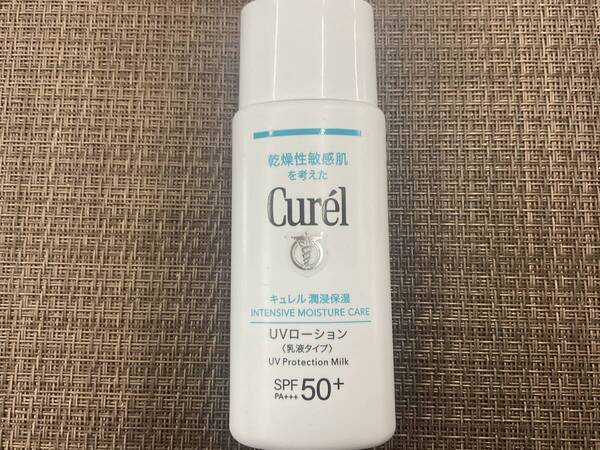 乾燥性敏感肌
を考えた
Curél
キュレル 潤浸保湿
INTENSIVE MOISTURE CARE
UVローション
〈乳液タイプ〉
UV Protection Milk
SPF 50+
PA+++